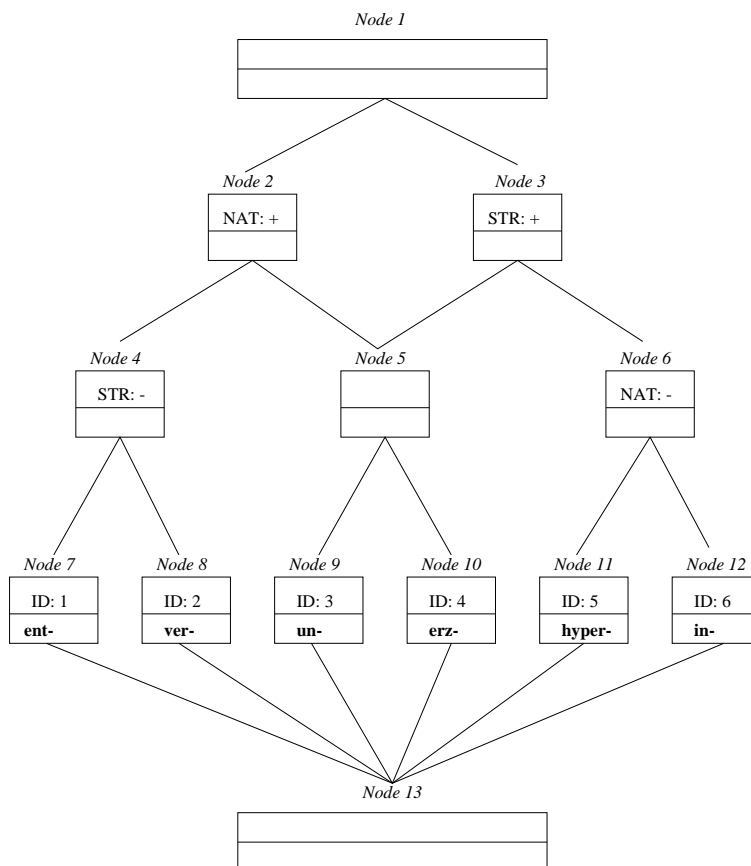 Node 1
Node 2 Node 3
NAT: + STR: +
Node 4 Node 5 Node 6
STR: - NAT: -
Node 7 Node 8 Node 9 Node 10 Node 11 Node 12
ID: 1 ID: 2 ID: 3 ID: 4 ID: 5 ID: 6
ent- ver- un- erz- hyper- in-
Node 13